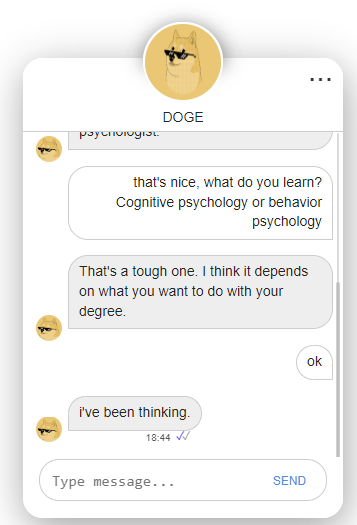 ...
DOGE
psychologist.
that's nice, what do you learn?
Cognitive psychology or behavior
psychology
That's a tough one. I think it depends
on what you want to do with your
degree.
ok
i've been thinking.
18:44
Type message...
SEND